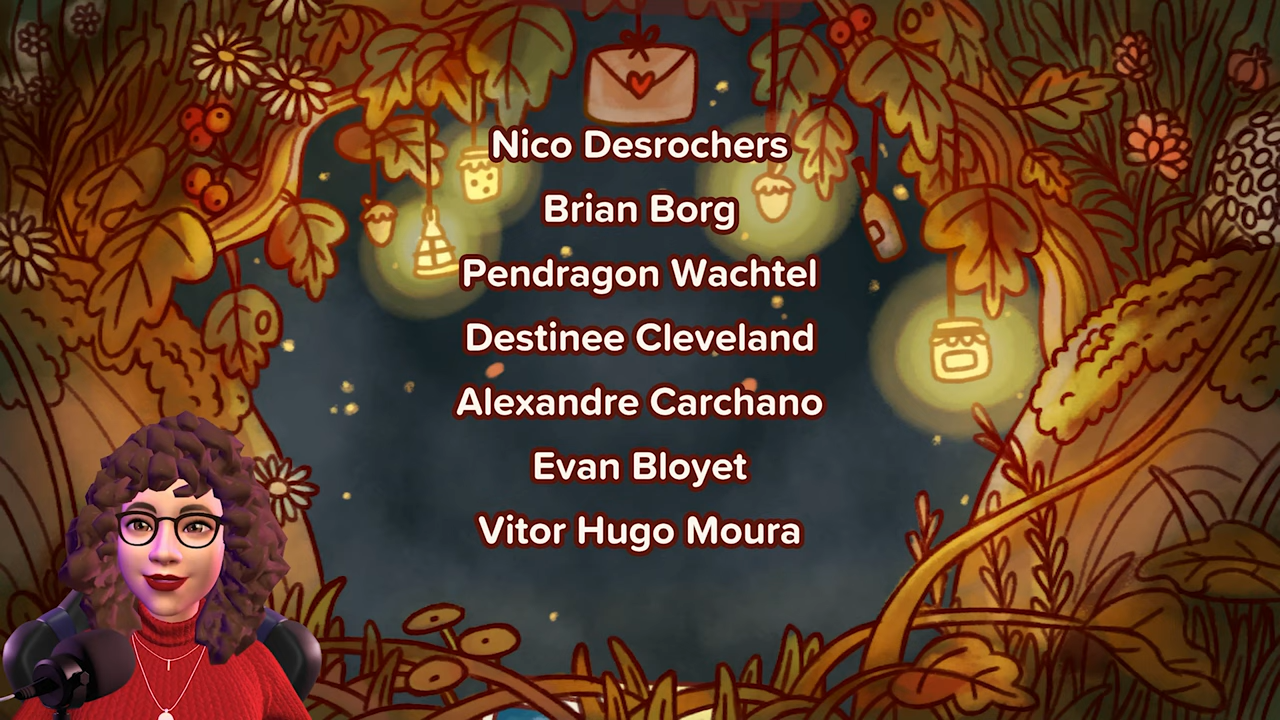 Nico Desrochers
Brian Borg
Pendragon Wachtel
Destinee Cleveland
Alexandre Carchano
Evan Bloyet
Vitor Hugo Moura